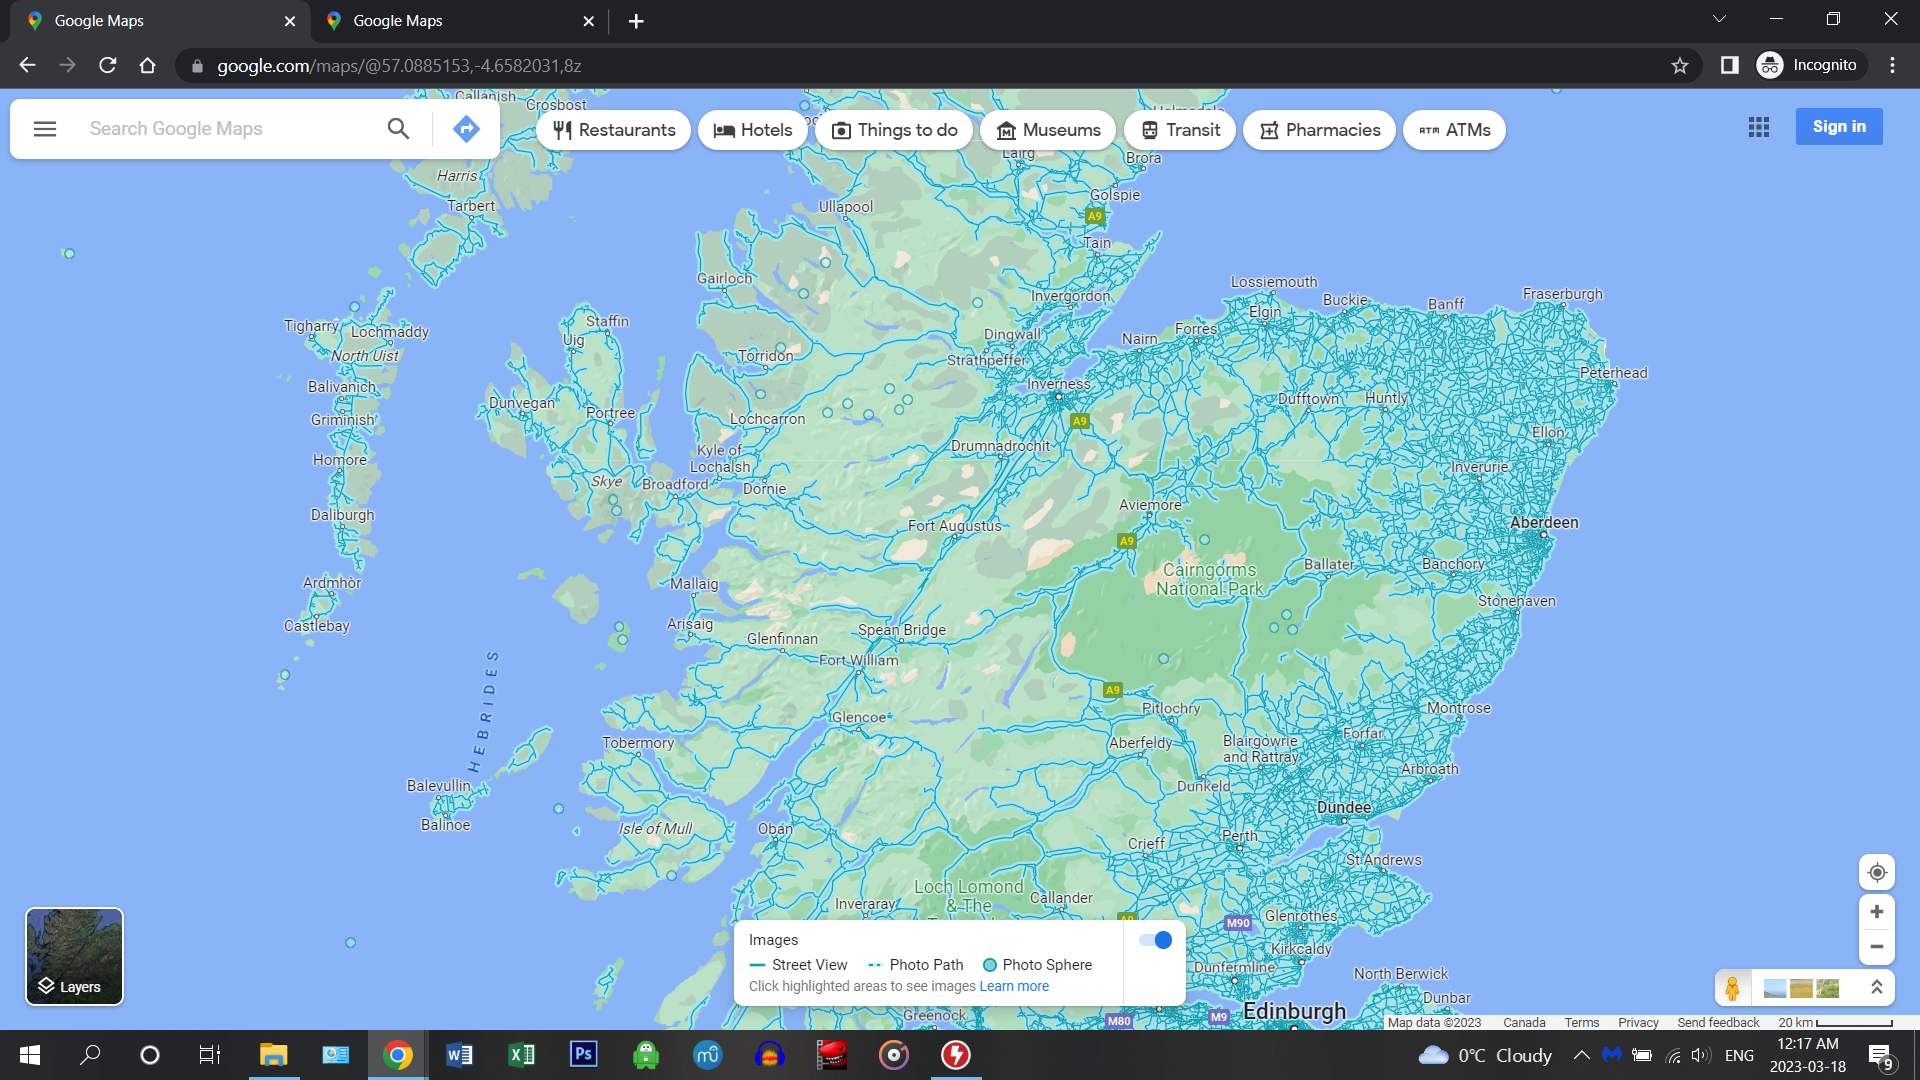 Google Maps
Google Maps
google.com/maps/@57.0885153,-4.6582031,8z
Incognito
Search Google Maps
Restaurants
Hotels
Things to do
Museums
Transit
Pharmacies
ATM ATMs
Sign in
Callanish
Crosbost
Harris
Tarbert
Ullapool
Lairg
Brora
Golspie
A9
Tain
Gairloch
Invergordon
Lossiemouth
Elgin
Buckie
Banff
Fraserburgh
Tigharry
Lochmaddy
North Uist
Staffin
Uig
Dingwall
Strathpeffer
Nairn
Forres
Torridon
Peterhead
Balivanich
Inverness
Griminish
Dunvegan
Portree
Lochcarron
A9
Dufftown
Huntly
Ellon
Homore
Kyle of
Lochalsh
Drumnadrochit
Inverurie
Skye
Broadford
Dornie
Daliburgh
Fort Augustus
Aviemore
Aberdeen
A9
Ardmhòr
Mallaig
Cairngorms
National Park
Ballater
Banchory
Castlebay
Arisaig
Glenfinnan
Spean Bridge
Stonehaven
HEBRIDES
Fort William
A9
Glencoe
Pitlochry
Montrose
Tobermory
Aberfeldy
Blairgowrie
and Rattray
Forfar
Balevullin
Dunkeld
Arbroath
Balinoe
Isle of Mull
Oban
Dundee
Crieff
Perth
St Andrews
Loch Lomond
& The
Inveraray
Callander
A9
M90
Glenrothes
Kirkcaldy
Dunfermline
North Berwick
Dunbar
Edinburgh
M9
M80
Greenock
Layers
Images
Street View
Photo Path
Photo Sphere
Click highlighted areas to see images Learn more
Map data ©2023
Canada
Terms
Privacy
Send feedback
20 km
0°C Cloudy
ENG
12:17 AM
2023-03-18
9